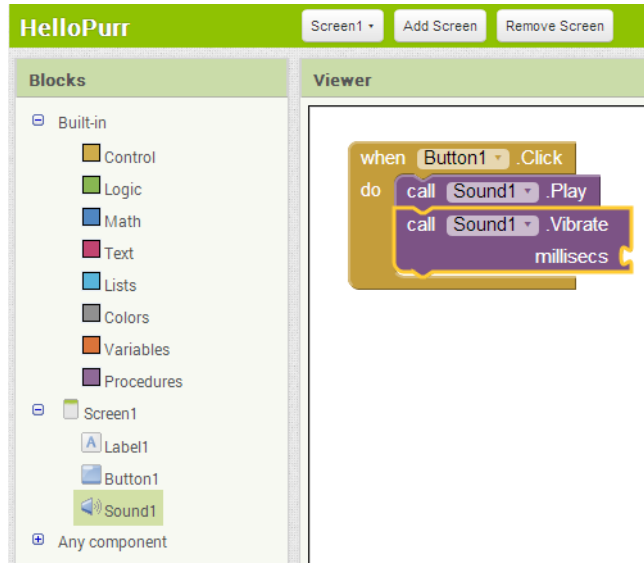 HelloPurr
Screen1
Add Screen
Remove Screen
Blocks
Viewer
Built-in
Control
Logic
Math
Text
Lists
Colors
Variables
Procedures
Screen1
A Label1
Button1
Sound1
Any component
when Button1 .Click
do call Sound1 .Play
call Sound1 .Vibrate
millisecs